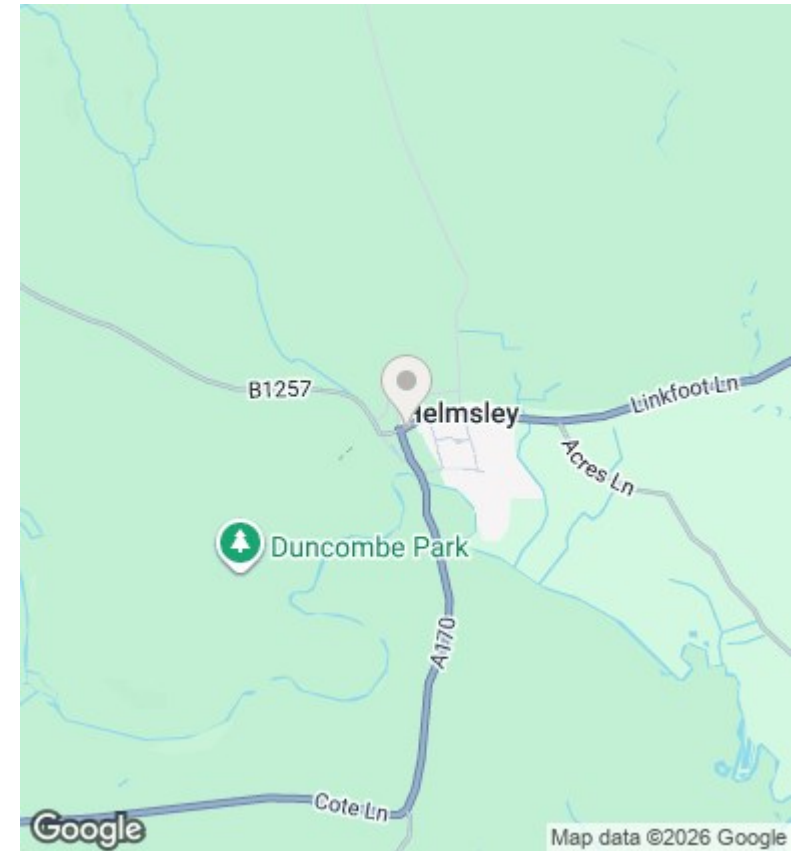 B1257
Helmsley
Linkfoot Ln
Acres Ln
Duncombe Park
A170
Cote Ln
Google
Map data ©2026 Google